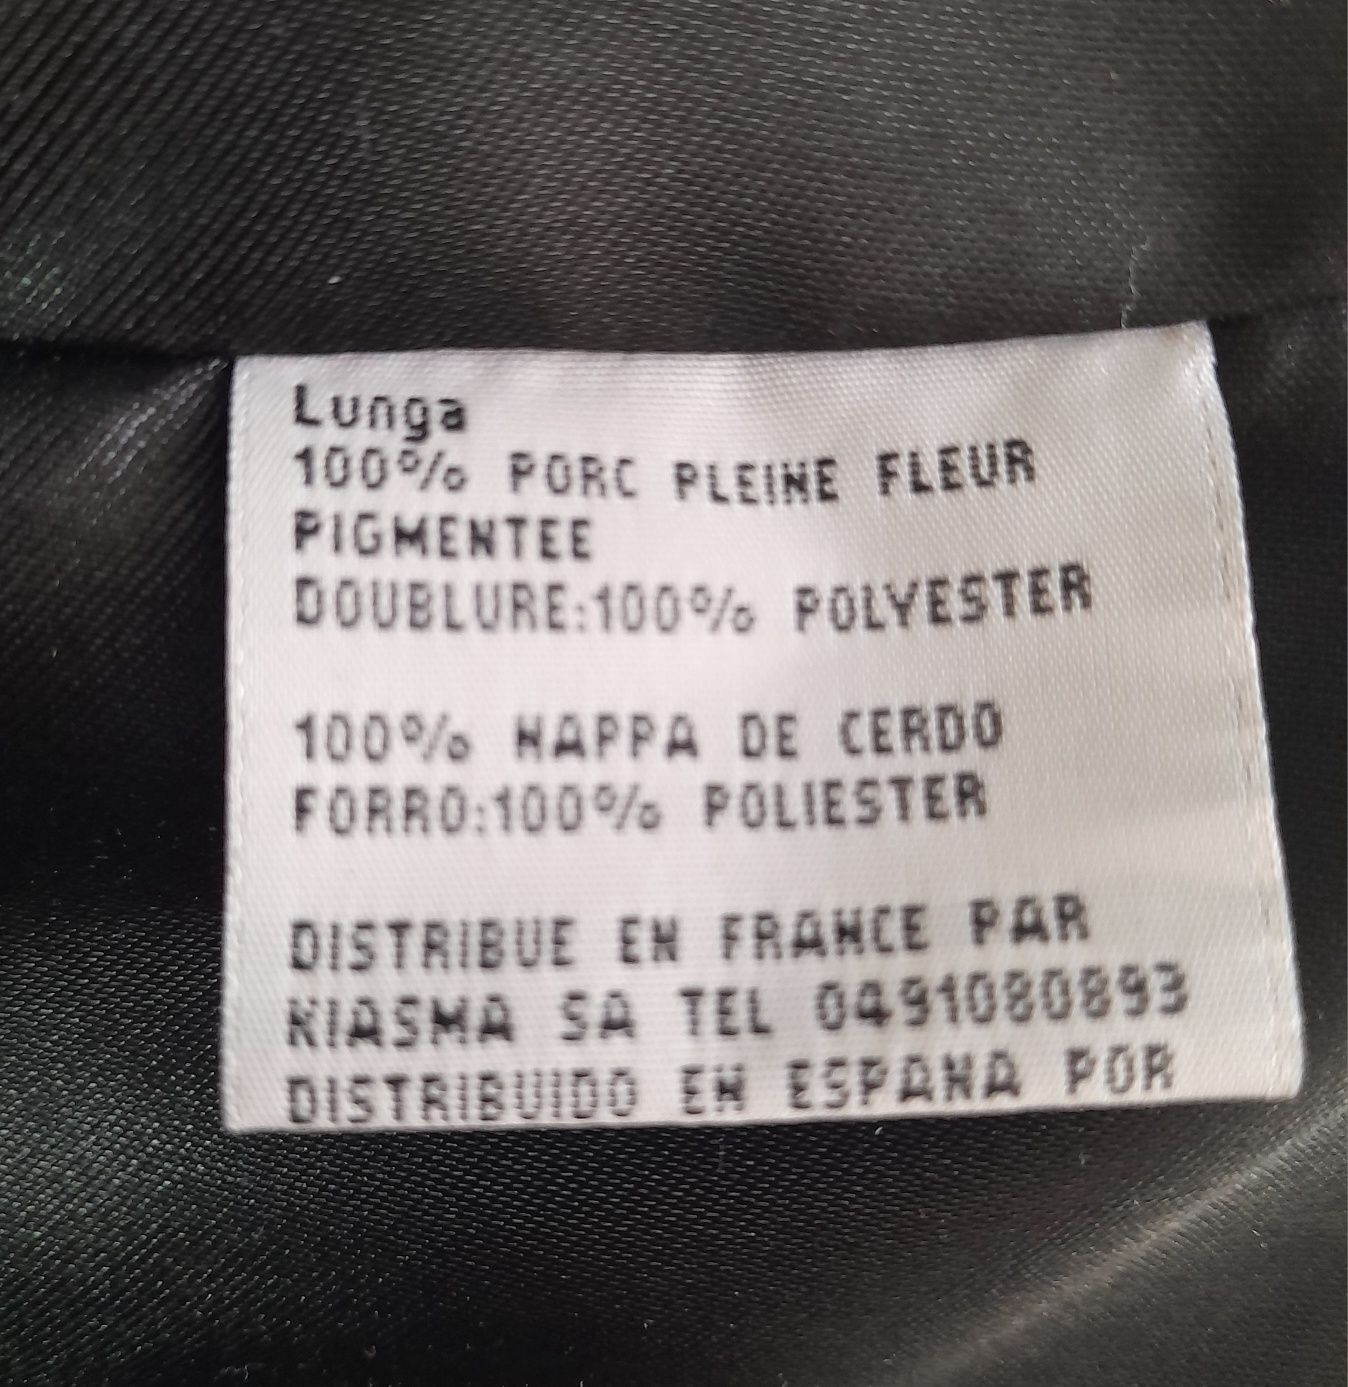 Lunga
100% PORC PLEINE FLEUR
PIGMENTEE
DOUBLURE:100% POLYESTER
100% NAPPA DE CERDO
FORRO:100% POLIESTER
DISTRIBUE EN FRANCE PAR
KIASMA SA TEL 0491080893
DISTRIBUIDO EN ESPANA POR